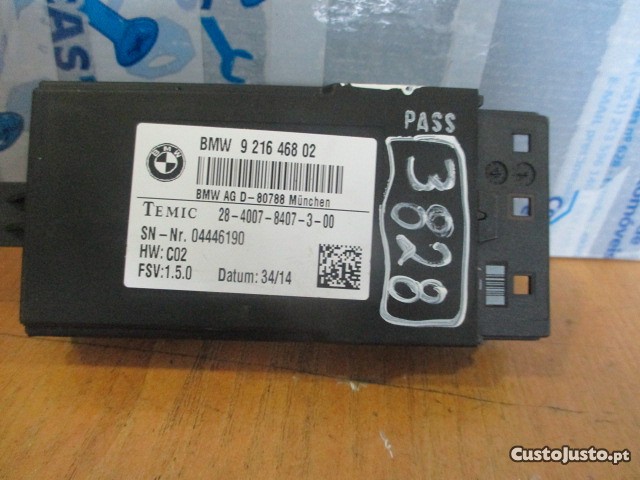 PASS
3828
BMW
BMW 9 216 468 02
BMW AG D-80788 München
TEMIC 28-4007-8407-3-00
SN-Nr. 04446190
HW: C02
FSV:1.5.0 Datum: 34/14
CustoJusto.pt